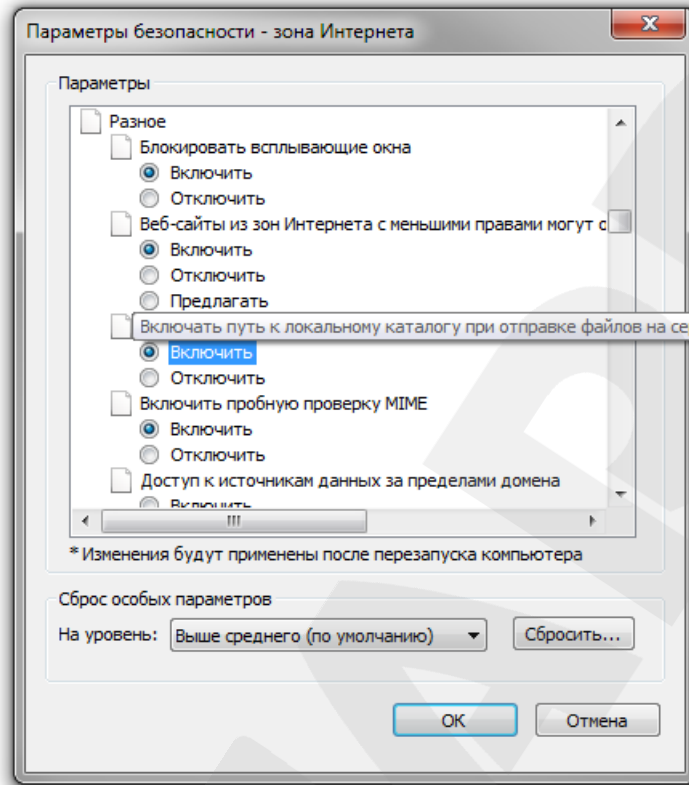 Параметры безопасности - зона Интернета
Параметры
Разное
Блокировать всплывающие окна
Включить
Отключить
Веб-сайты из зон Интернета с меньшими правами могут
Включить
Отключить
Предлагать
Включать путь к локальному каталогу при отправке файлов на
Включить
Отключить
Включить пробную проверку MIME
Включить
Отключить
Доступ к источникам данных за пределами домена
Включить
* Изменения будут применены после перезапуска компьютера
Сброс особых параметров
На уровень: Выше среднего (по умолчанию) Сбросить...
ОК Отмена